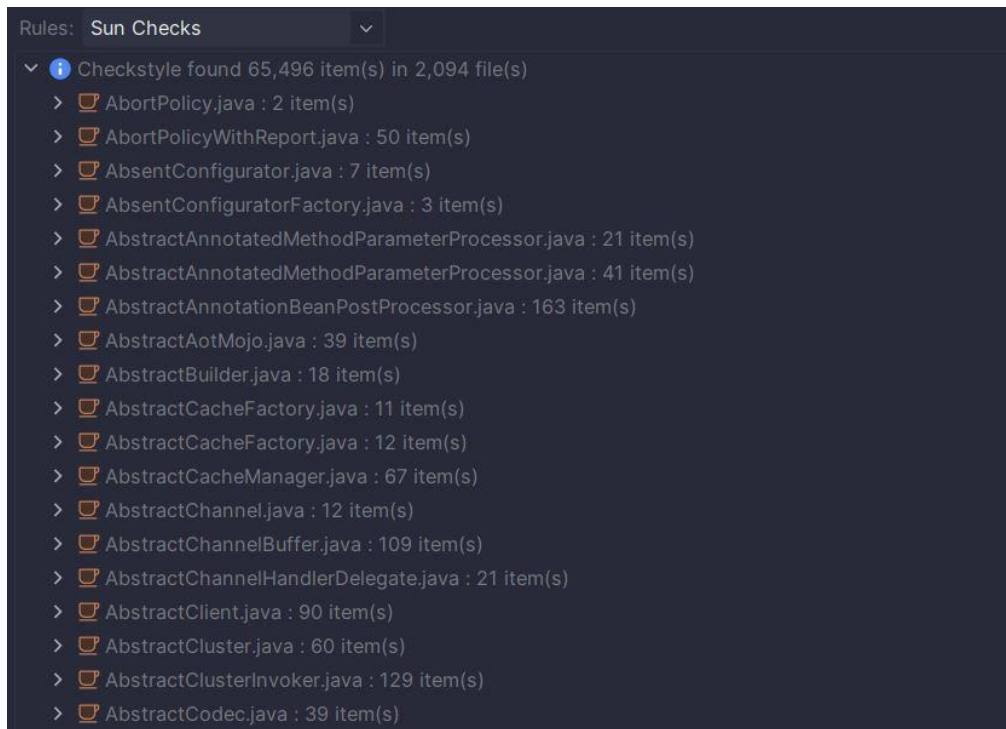 Rules: Sun Checks
Checkstyle found 65,496 item(s) in 2,094 file(s)
AbortPolicy.java : 2 item(s)
AbortPolicyWithReport.java : 50 item(s)
AbsentConfigurator.java : 7 item(s)
AbsentConfiguratorFactory.java : 3 item(s)
AbstractAnnotatedMethodParameterProcessor.java : 21 item(s)
AbstractAnnotatedMethodParameterProcessor.java : 41 item(s)
AbstractAnnotationBeanPostProcessor.java : 163 item(s)
AbstractAotMojo.java : 39 item(s)
AbstractBuilder.java : 18 item(s)
AbstractCacheFactory.java : 11 item(s)
AbstractCacheFactory.java : 12 item(s)
AbstractCacheManager.java : 67 item(s)
AbstractChannel.java : 12 item(s)
AbstractChannelBuffer.java : 109 item(s)
AbstractChannelHandlerDelegate.java : 21 item(s)
AbstractClient.java : 90 item(s)
AbstractCluster.java : 60 item(s)
AbstractClusterInvoker.java : 129 item(s)
AbstractCodec.java : 39 item(s)